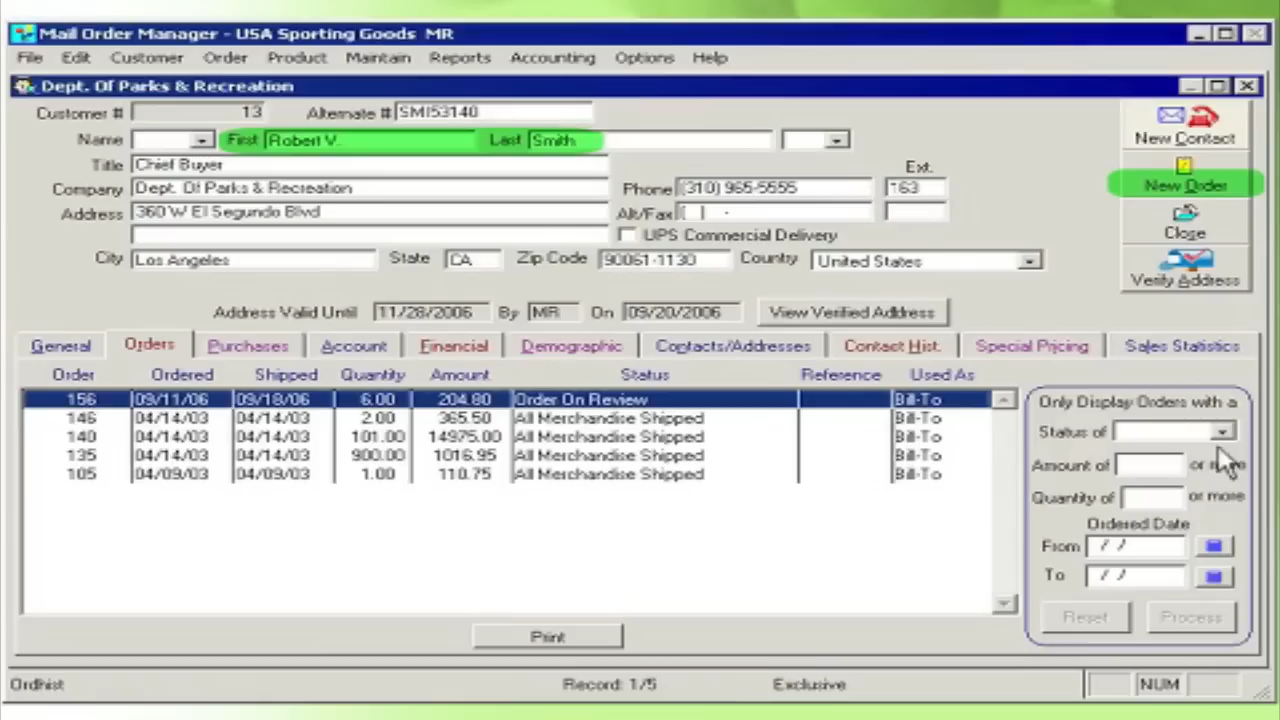 Mail Order Manager - USA Sporting Goods MR
File Edit Customer Order Product Maintain Reports Accounting Options Help
Dept. Of Parks & Recreation
Customer # 13 Alternate # SMI53140
New Contact
Name First Robert V. Last Smith
Title Chief Buyer Ext.
Company Dept. Of Parks & Recreation Phone (310) 965-5555 163 New Order
Address 360 W El Segundo Blvd Alt/Fax ( ) -
UPS Commercial Delivery Close
City Los Angeles State CA Zip Code 90061-1130 Country United States
Verify Address
Address Valid Until 11/28/2006 By MR On 09/20/2006 View Verified Address
General Orders Purchases Account Financial Demographic Contacts/Addresses Contact Hist. Special Pricing Sales Statistics
Order Ordered Shipped Quantity Amount Status Reference Used As
156 09/11/06 09/18/06 6.00 204.80 Order On Review Bill-To
146 04/14/03 04/14/03 2.00 365.50 All Merchandise Shipped Bill-To
140 04/14/03 04/14/03 101.00 14975.00 All Merchandise Shipped Bill-To
135 04/14/03 04/14/03 900.00 1016.95 All Merchandise Shipped Bill-To
105 04/09/03 04/09/03 1.00 110.75 All Merchandise Shipped Bill-To
Only Display Orders with a
Status of
Amount of or more
Quantity of or more
Ordered Date
From / /
To / /
Reset Process
Print
Ordhist Record: 1/5 Exclusive NUM